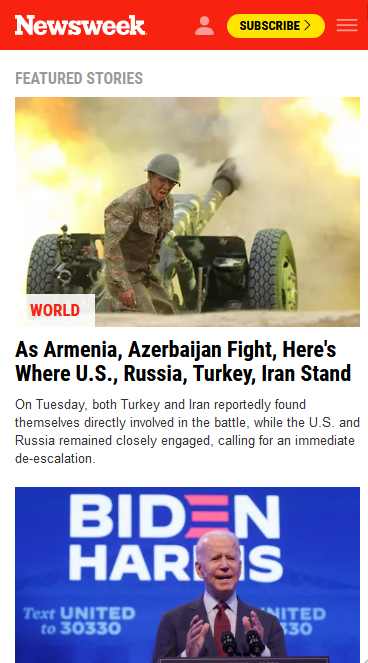 Newsweek
SUBSCRIBE >
FEATURED STORIES
WORLD
As Armenia, Azerbaijan Fight, Here's
Where U.S., Russia, Turkey, Iran Stand
On Tuesday, both Turkey and Iran reportedly found
themselves directly involved in the battle, while the U.S. and
Russia remained closely engaged, calling for an immediate
de-escalation.
BIDEN
HARRIS
Text UNITED
to 30330
UNITED
30330